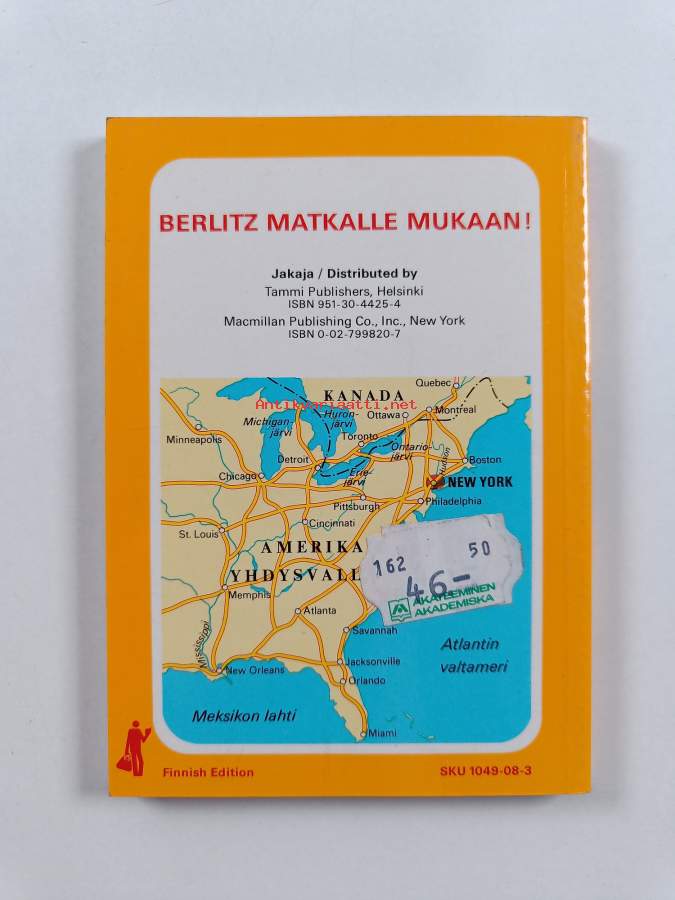 BERLITZ MATKALLE MUKAAN!
Jakaja / Distributed by
Tammi Publishers, Helsinki
ISBN 951-30-4425-4
Macmillan Publishing Co., Inc., New York
ISBN 0-02-799820-7
Quebec
KANADA
Antikvariaatti.net
Michigan-
järvi
Huron-
järvi
Ottawa
Montreal
Minneapolis
Toronto
Ontario-
järvi
Hudson
Detroit
Boston
Chicago
Erie-
järvi
NEW YORK
Pittsburgh
Philadelphia
Cincinnati
St. Louis
AMERIKA
YHDYSVALL
162 50
46.-
AKATEEMINEN
AKADEMISKA
Memphis
Atlanta
Mississippi
Savannah
Atlantin
valtameri
Jacksonville
New Orleans
Orlando
Meksikon lahti
Miami
Finnish Edition
SKU 1049-08-3